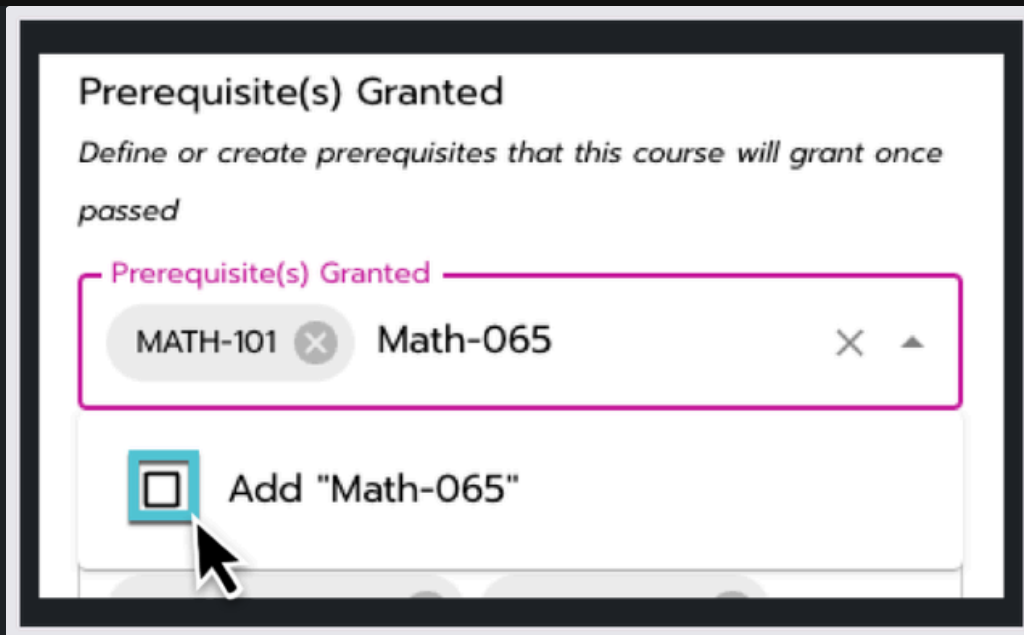 Prerequisite(s) Granted
Define or create prerequisites that this course will grant once
passed
Prerequisite(s) Granted
MATH-101 Math-065
Add "Math-065"